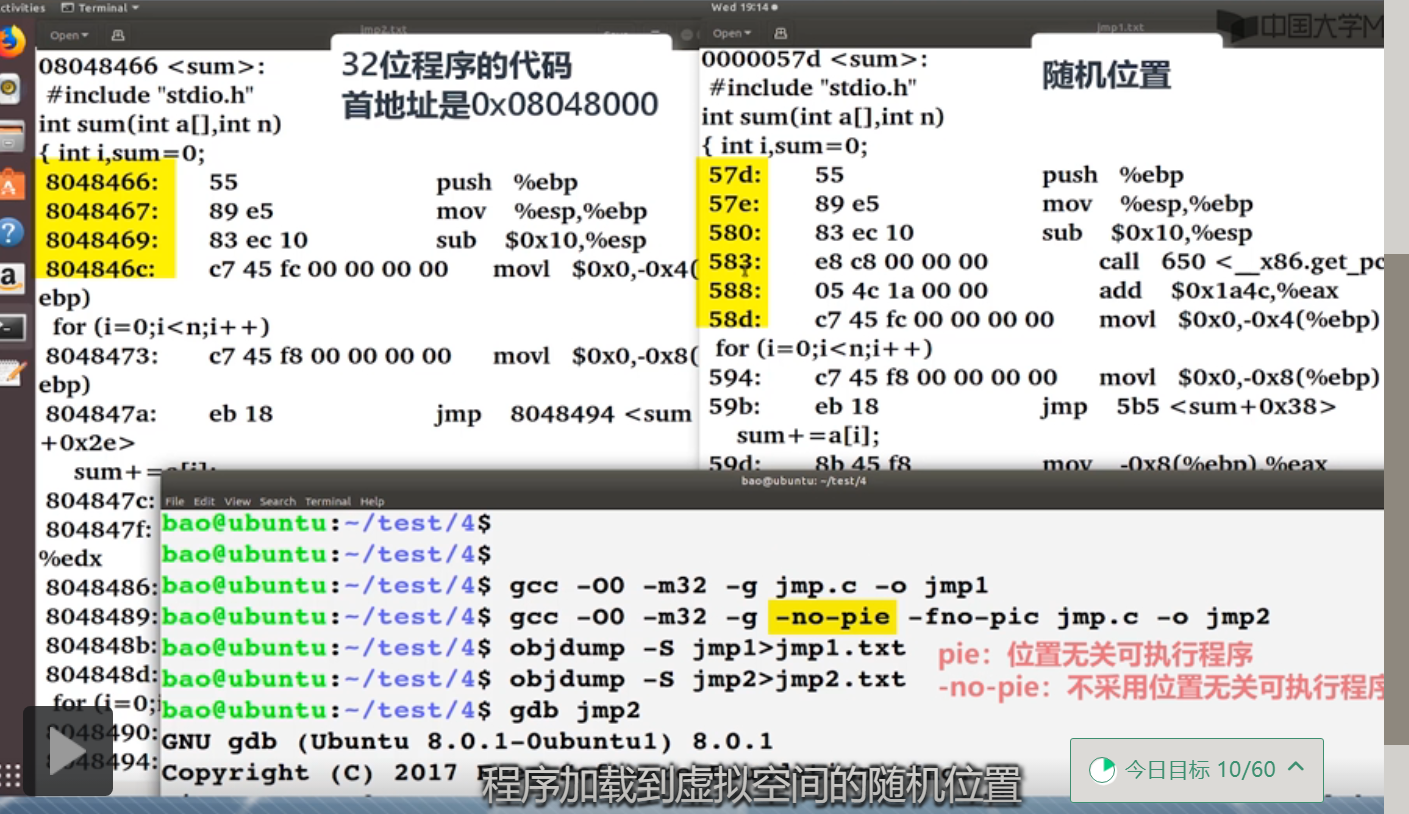 ctivities
Terminal
Wed 19:14
Open
jmp2.txt
Open
jmp1.txt
中国大学M
08048466 <sum>:
#include "stdio.h"
int sum(int a[],int n)
{ int i,sum=0;
8048466: 55 push %ebp
8048467: 89 e5 mov %esp,%ebp
8048469: 83 ec 10 sub $0x10,%esp
804846c: c7 45 fc 00 00 00 00 movl $0x0,-0x4(
ebp)
for (i=0;i<n;i++)
8048473: c7 45 f8 00 00 00 00 movl $0x0,-0x8(
ebp)
804847a: eb 18 jmp 8048494 <sum
+0x2e>
sum+=a[i];
804847c:
804847f:
%edx
8048486:
8048489:
804848b:
804848d:
for (i=0;i
8048490:
8048494:
32位程序的代码
首地址是0x08048000
0000057d <sum>:
#include "stdio.h"
int sum(int a[],int n)
{ int i,sum=0;
57d: 55 push %ebp
57e: 89 e5 mov %esp,%ebp
580: 83 ec 10 sub $0x10,%esp
583: e8 c8 00 00 00 call 650 <__x86.get_pc
588: 05 4c 1a 00 00 add $0x1a4c,%eax
58d: c7 45 fc 00 00 00 00 movl $0x0,-0x4(%ebp)
for (i=0;i<n;i++)
594: c7 45 f8 00 00 00 00 movl $0x0,-0x8(%ebp)
59b: eb 18 jmp 5b5 <sum+0x38>
sum+=a[i];
59d: 8b 45 f8 mov -0x8(%ebp),%eax
随机位置
bao@ubuntu: ~/test/4
File Edit View Search Terminal Help
bao@ubuntu:~/test/4$
bao@ubuntu:~/test/4$
bao@ubuntu:~/test/4$ gcc -O0 -m32 -g jmp.c -o jmp1
bao@ubuntu:~/test/4$ gcc -O0 -m32 -g -no-pie -fno-pic jmp.c -o jmp2
bao@ubuntu:~/test/4$ objdump -S jmp1>jmp1.txt
bao@ubuntu:~/test/4$ objdump -S jmp2>jmp2.txt
bao@ubuntu:~/test/4$ gdb jmp2
GNU gdb (Ubuntu 8.0.1-0ubuntu1) 8.0.1
Copyright (C) 2017
pie：位置无关可执行程序
-no-pie：不采用位置无关可执行程序
程序加载到虚拟空间的随机位置
今日目标 10/60